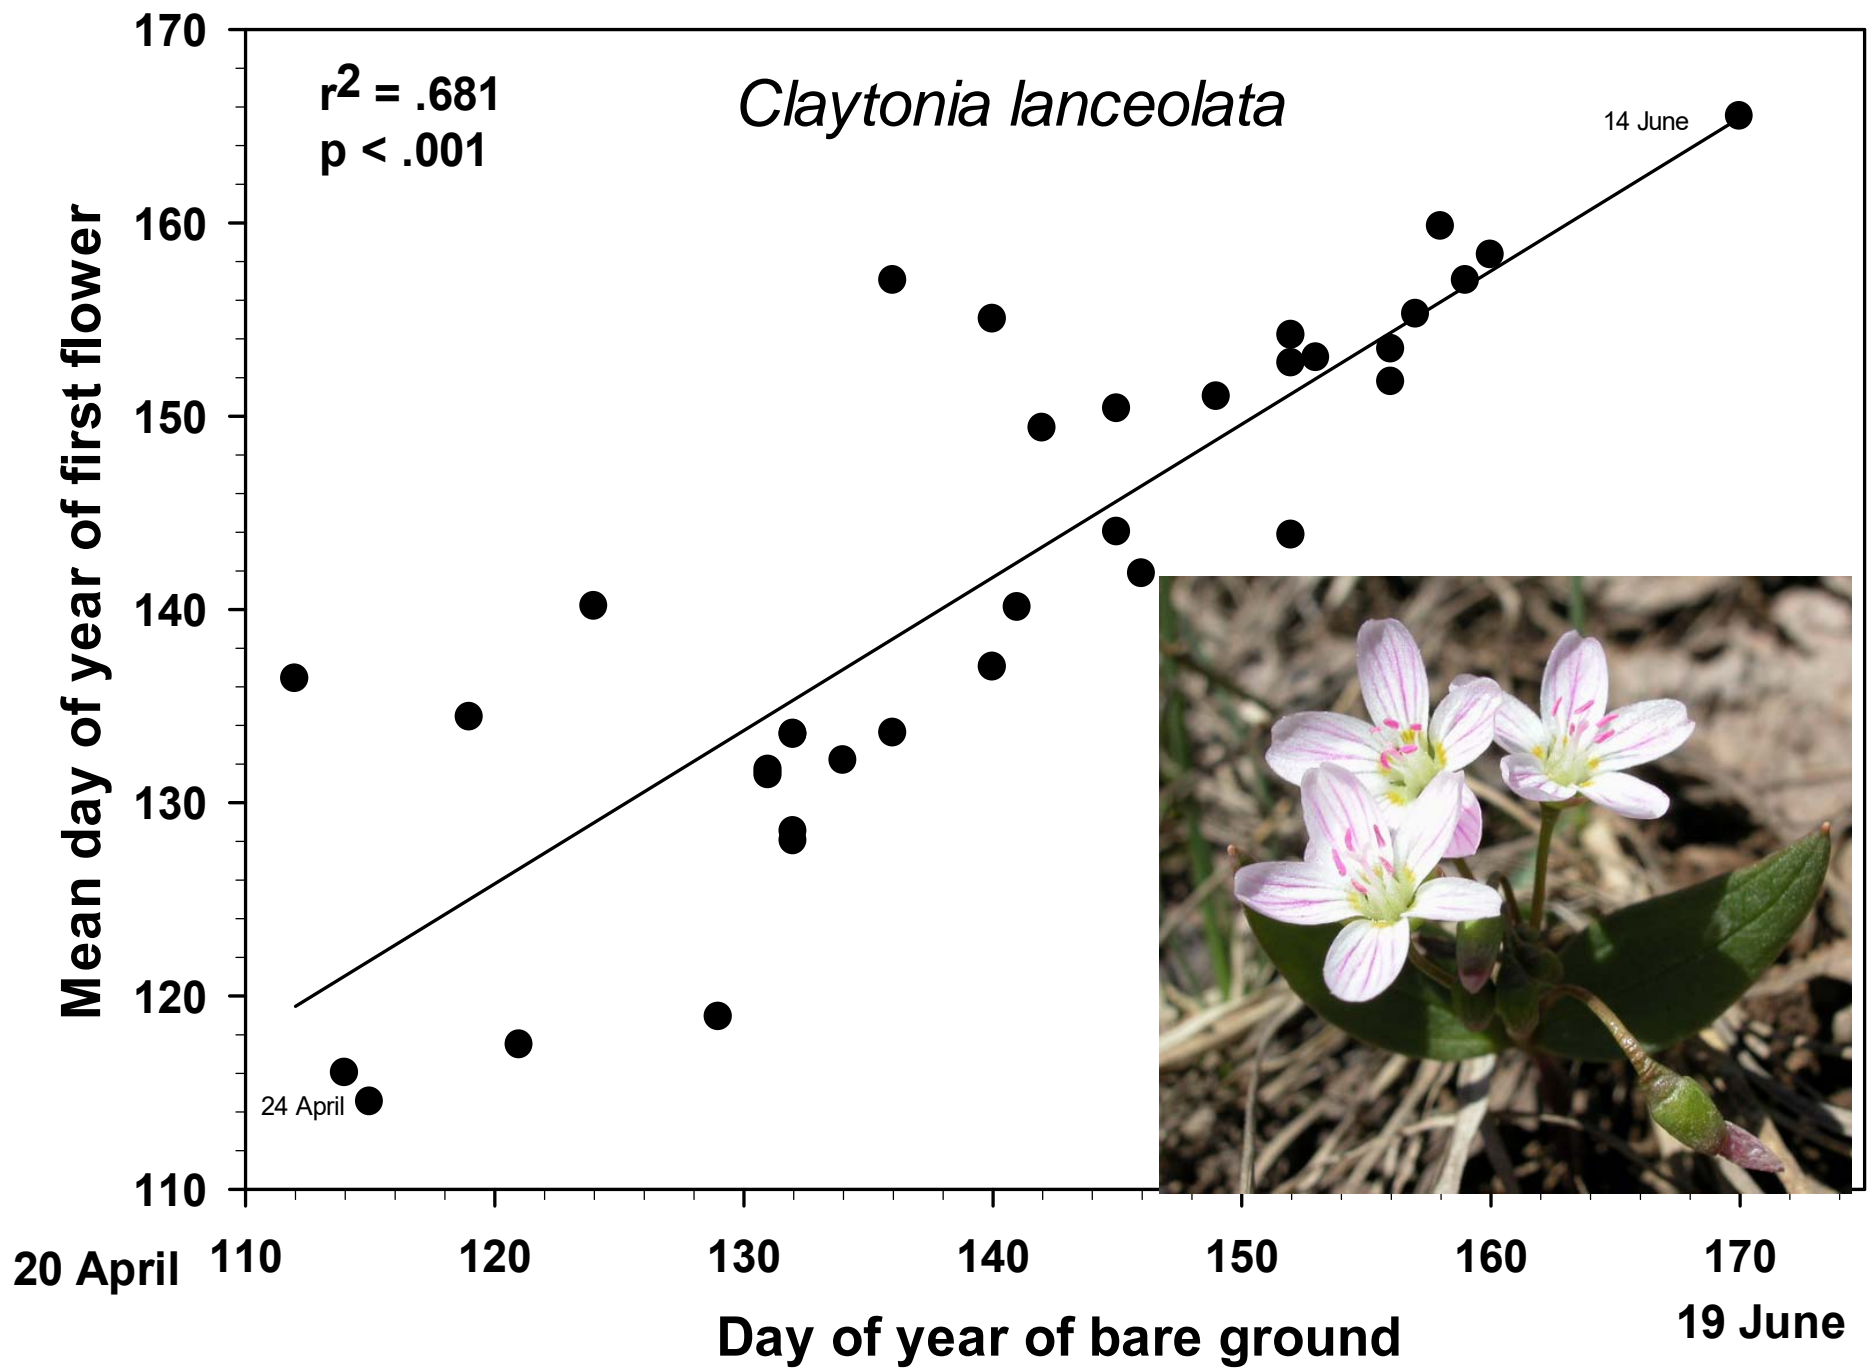 170
r2 = .681
p < .001
Claytonia lanceolata
14 June
160
150
140
130
120
110
Mean day of year of first flower
24 April
110 120 130 140 150 160 170
20 April
19 June
Day of year of bare ground